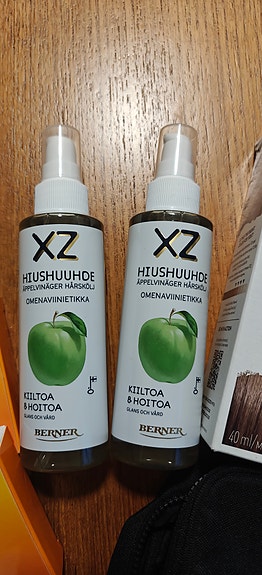 XZ
HIUSHUUHDE
ÄPPELVINÄGER HÅRSKÖLJ
OMENAVIINIETIKKA
KIILTOA
& HOITOA
GLANS OCH VÅRD
BERNER
XZ
HIUSHUUHDE
ÄPPELVINÄGER HÅRSKÖLJ
OMENAVIINIETIKKA
KIILTOA
& HOITOA
GLANS OCH VÅRD
BERNER
40 ml